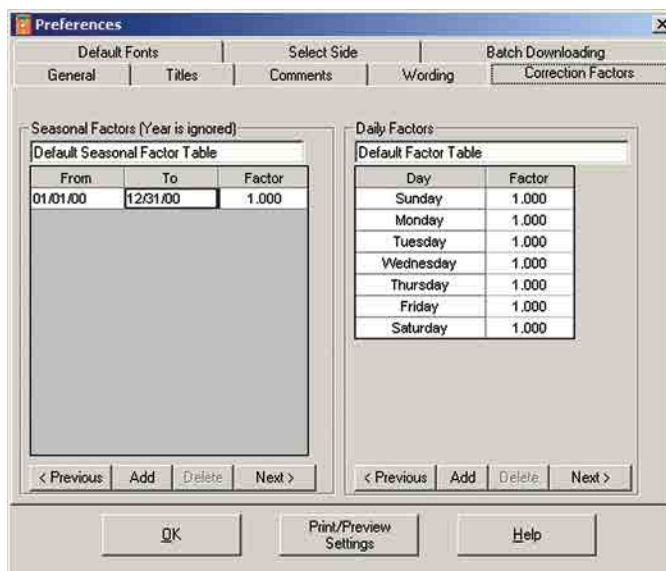 Preferences
Default Fonts Select Side Batch Downloading
General Titles Comments Wording Correction Factors
Seasonal Factors (Year is ignored)
Default Seasonal Factor Table
From To Factor
01/01/00 12/31/00 1.000
< Previous Add Delete Next >
Daily Factors
Default Factor Table
Day Factor
Sunday 1.000
Monday 1.000
Tuesday 1.000
Wednesday 1.000
Thursday 1.000
Friday 1.000
Saturday 1.000
< Previous Add Delete Next >
OK
Print/Preview
Settings
Help